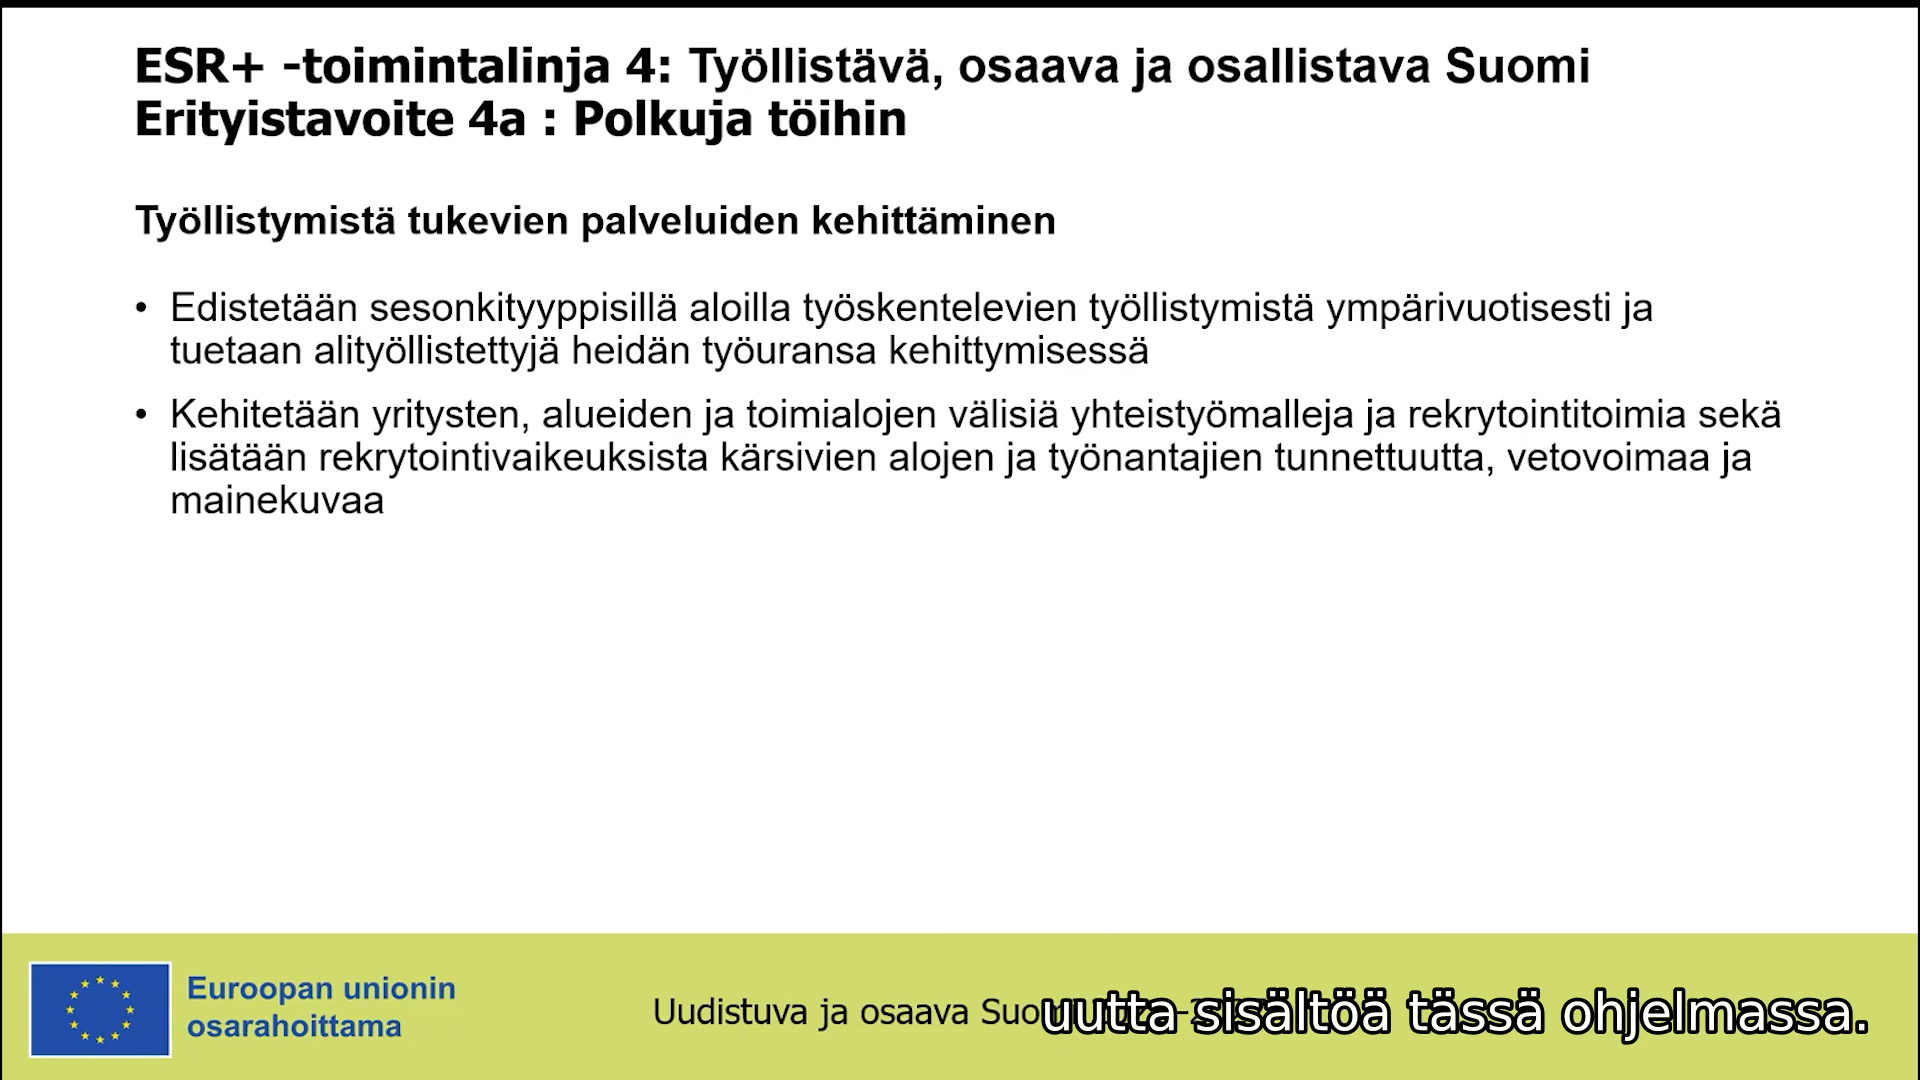 ESR+ -toimintalinja 4: Työllistävä, osaava ja osallistava Suomi
Erityistavoite 4a : Polkuja töihin
Työllistymistä tukevien palveluiden kehittäminen
• Edistetään sesonkityyppisillä aloilla työskentelevien työllistymistä ympärivuotisesti ja
tuetaan alityöllistettyjä heidän työuransa kehittymisessä
• Kehitetään yritysten, alueiden ja toimialojen välisiä yhteistyömalleja ja rekrytointitoimia sekä
lisätään rekrytointivaikeuksista kärsivien alojen ja työnantajien tunnettuutta, vetovoimaa ja
mainekuvaa
Euroopan unionin
osarahoittama
Uudistuva ja osaava
uutta sisältöä tässä ohjelmassa.